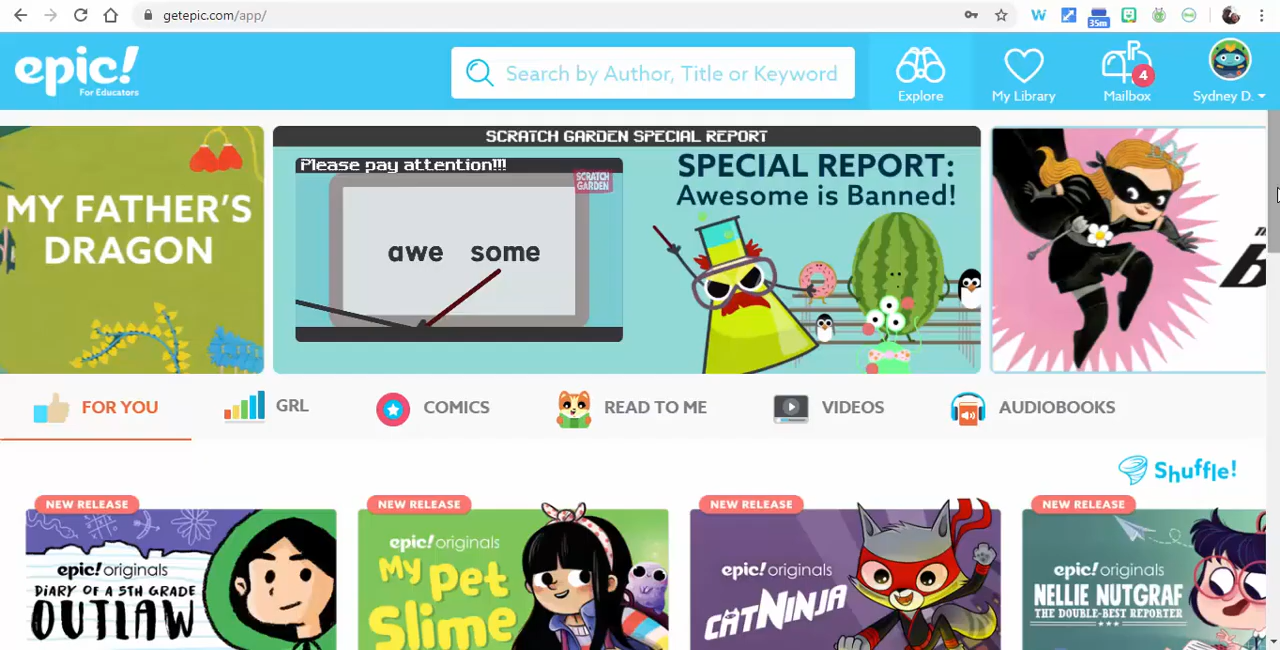 getepic.com/app/
W
35m
epic!
For Educators
Search by Author, Title or Keyword
Explore
My Library
4
Mailbox
Sydney D.
MY FATHER'S
DRAGON
SCRATCH GARDEN SPECIAL REPORT
Please pay attention!!!
SCRATCH
GARDEN
awe some
SPECIAL REPORT:
Awesome is Banned!
FOR YOU
GRL
COMICS
READ TO ME
VIDEOS
AUDIOBOOKS
Shuffle!
NEW RELEASE
epic! originals
DIARY OF A 5TH GRADE
OUTLAW
NEW RELEASE
epic! originals
My Pet
Slime
NEW RELEASE
epic! originals
CATNINJA
NEW RELEASE
epic! originals
NELLIE NUTGRAF
THE DOUBLE-BEST REPORTER